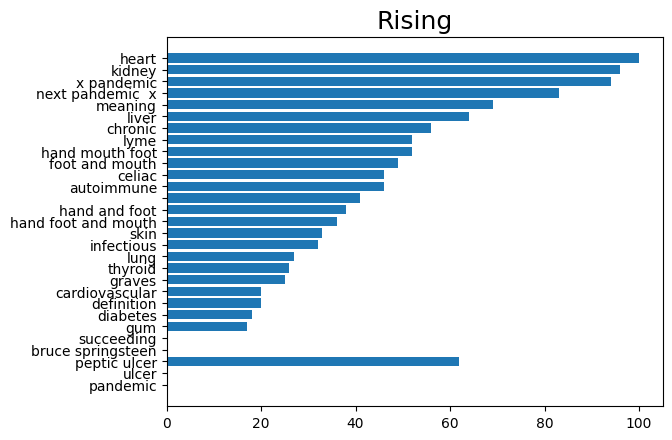 Rising
heart
kidney
x pandemic
next pandemic  x
meaning
liver
chronic
lyme
hand mouth foot
foot and mouth
celiac
autoimmune
hand and foot
hand foot and mouth
skin
infectious
lung
thyroid
graves
cardiovascular
definition
diabetes
gum
succeeding
bruce springsteen
peptic ulcer
ulcer
pandemic
0 20 40 60 80 100